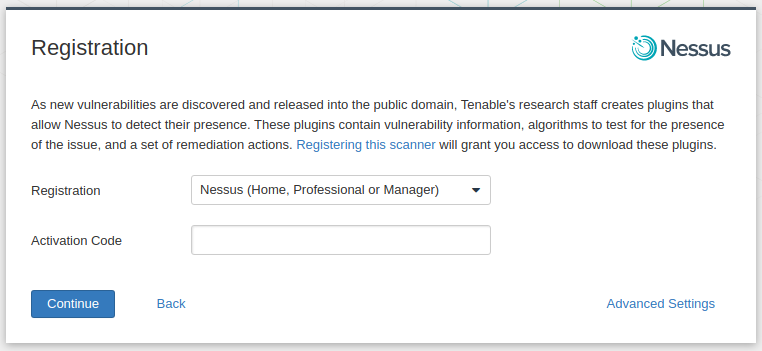 Registration
Nessus
As new vulnerabilities are discovered and released into the public domain, Tenable's research staff creates plugins that
allow Nessus to detect their presence. These plugins contain vulnerability information, algorithms to test for the presence
of the issue, and a set of remediation actions. Registering this scanner will grant you access to download these plugins.
Registration
Nessus (Home, Professional or Manager)
Activation Code
Continue
Back
Advanced Settings